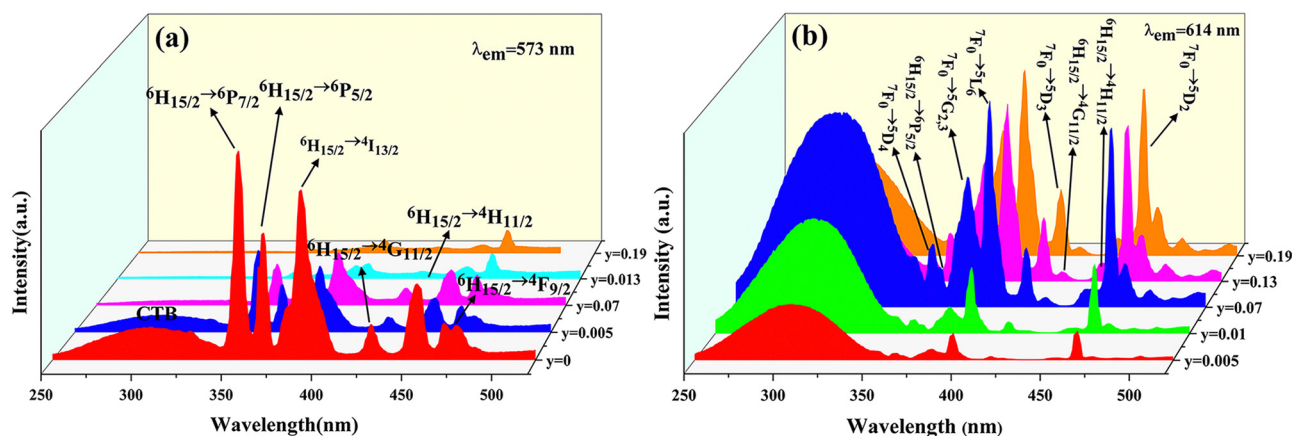 (a)
λem=573 nm
⁶H15/2→⁶P7/2
⁶H15/2→⁶P5/2
⁶H15/2→⁴I13/2
⁶H15/2→⁴H11/2
⁶H15/2→⁴G11/2
⁶H15/2→⁴F9/2
CTB
y=0.19
y=0.013
y=0.07
y=0.005
y=0
Intensity(a.u.)
250 300 350 400 450 500
Wavelength(nm)
(b)
λem=614 nm
⁷F0→⁵D4
⁶H15/2→⁶P5/2
⁷F0→⁵G2,3
⁷F0→⁵L6
⁷F0→⁵D3
⁶H15/2→⁴G11/2
⁶H15/2→⁴H11/2
⁷F0→⁵D2
y=0.19
y=0.13
y=0.07
y=0.01
y=0.005
Intensity (a.u.)
300 350 400 450 500
Wavelength (nm)